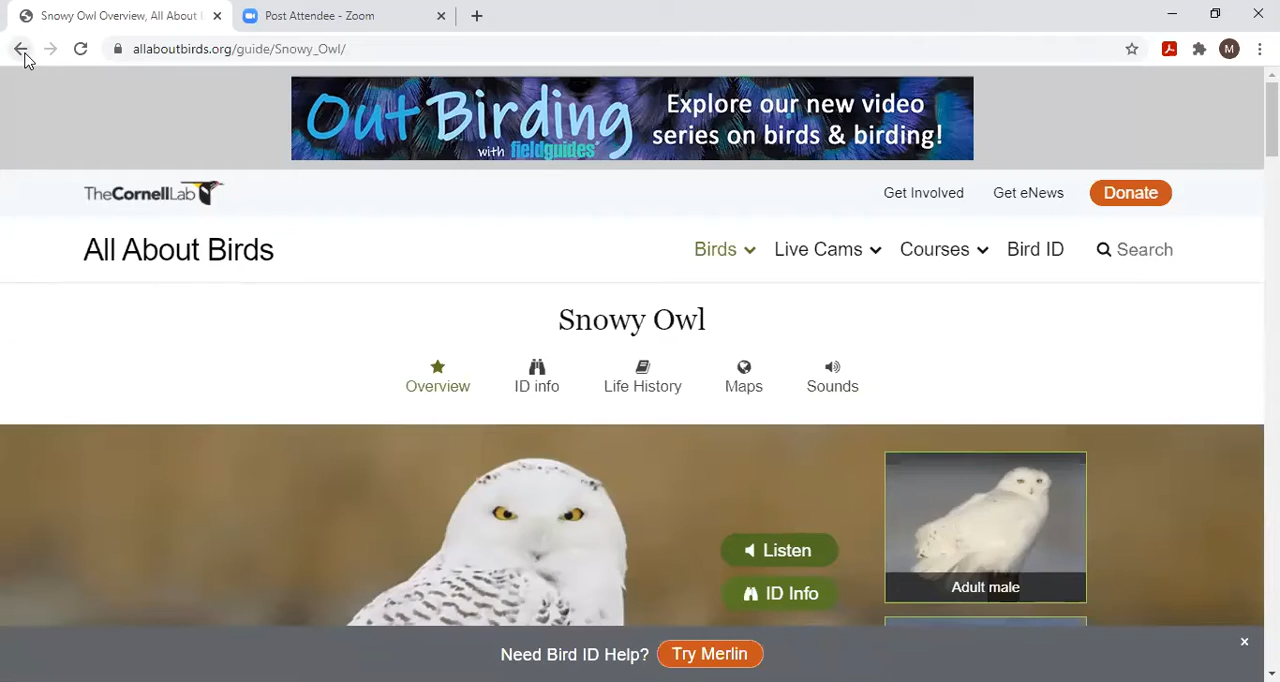 Snowy Owl Overview, All About
Post Attendee - Zoom
allaboutbirds.org/guide/Snowy_Owl/
M
OutBirding
with fieldguides
Explore our new video
series on birds & birding!
TheCornellLab
Get Involved
Get eNews
Donate
All About Birds
Birds
Live Cams
Courses
Bird ID
Search
Snowy Owl
Overview
ID info
Life History
Maps
Sounds
Listen
ID Info
Adult male
Need Bird ID Help?
Try Merlin